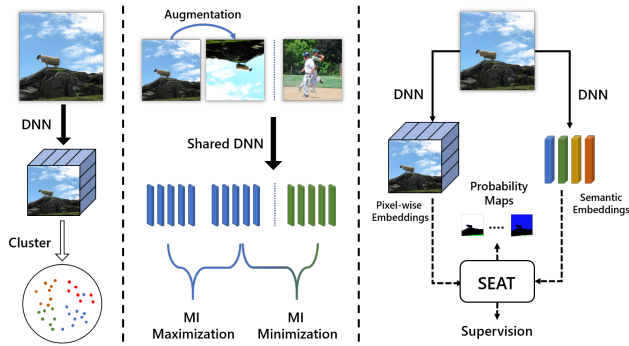 DNN
Cluster
Augmentation
Shared DNN
MI
Maximization
MI
Minimization
DNN
DNN
Pixel-wise
Embeddings
Probability
Maps
Semantic
Embeddings
SEAT
Supervision